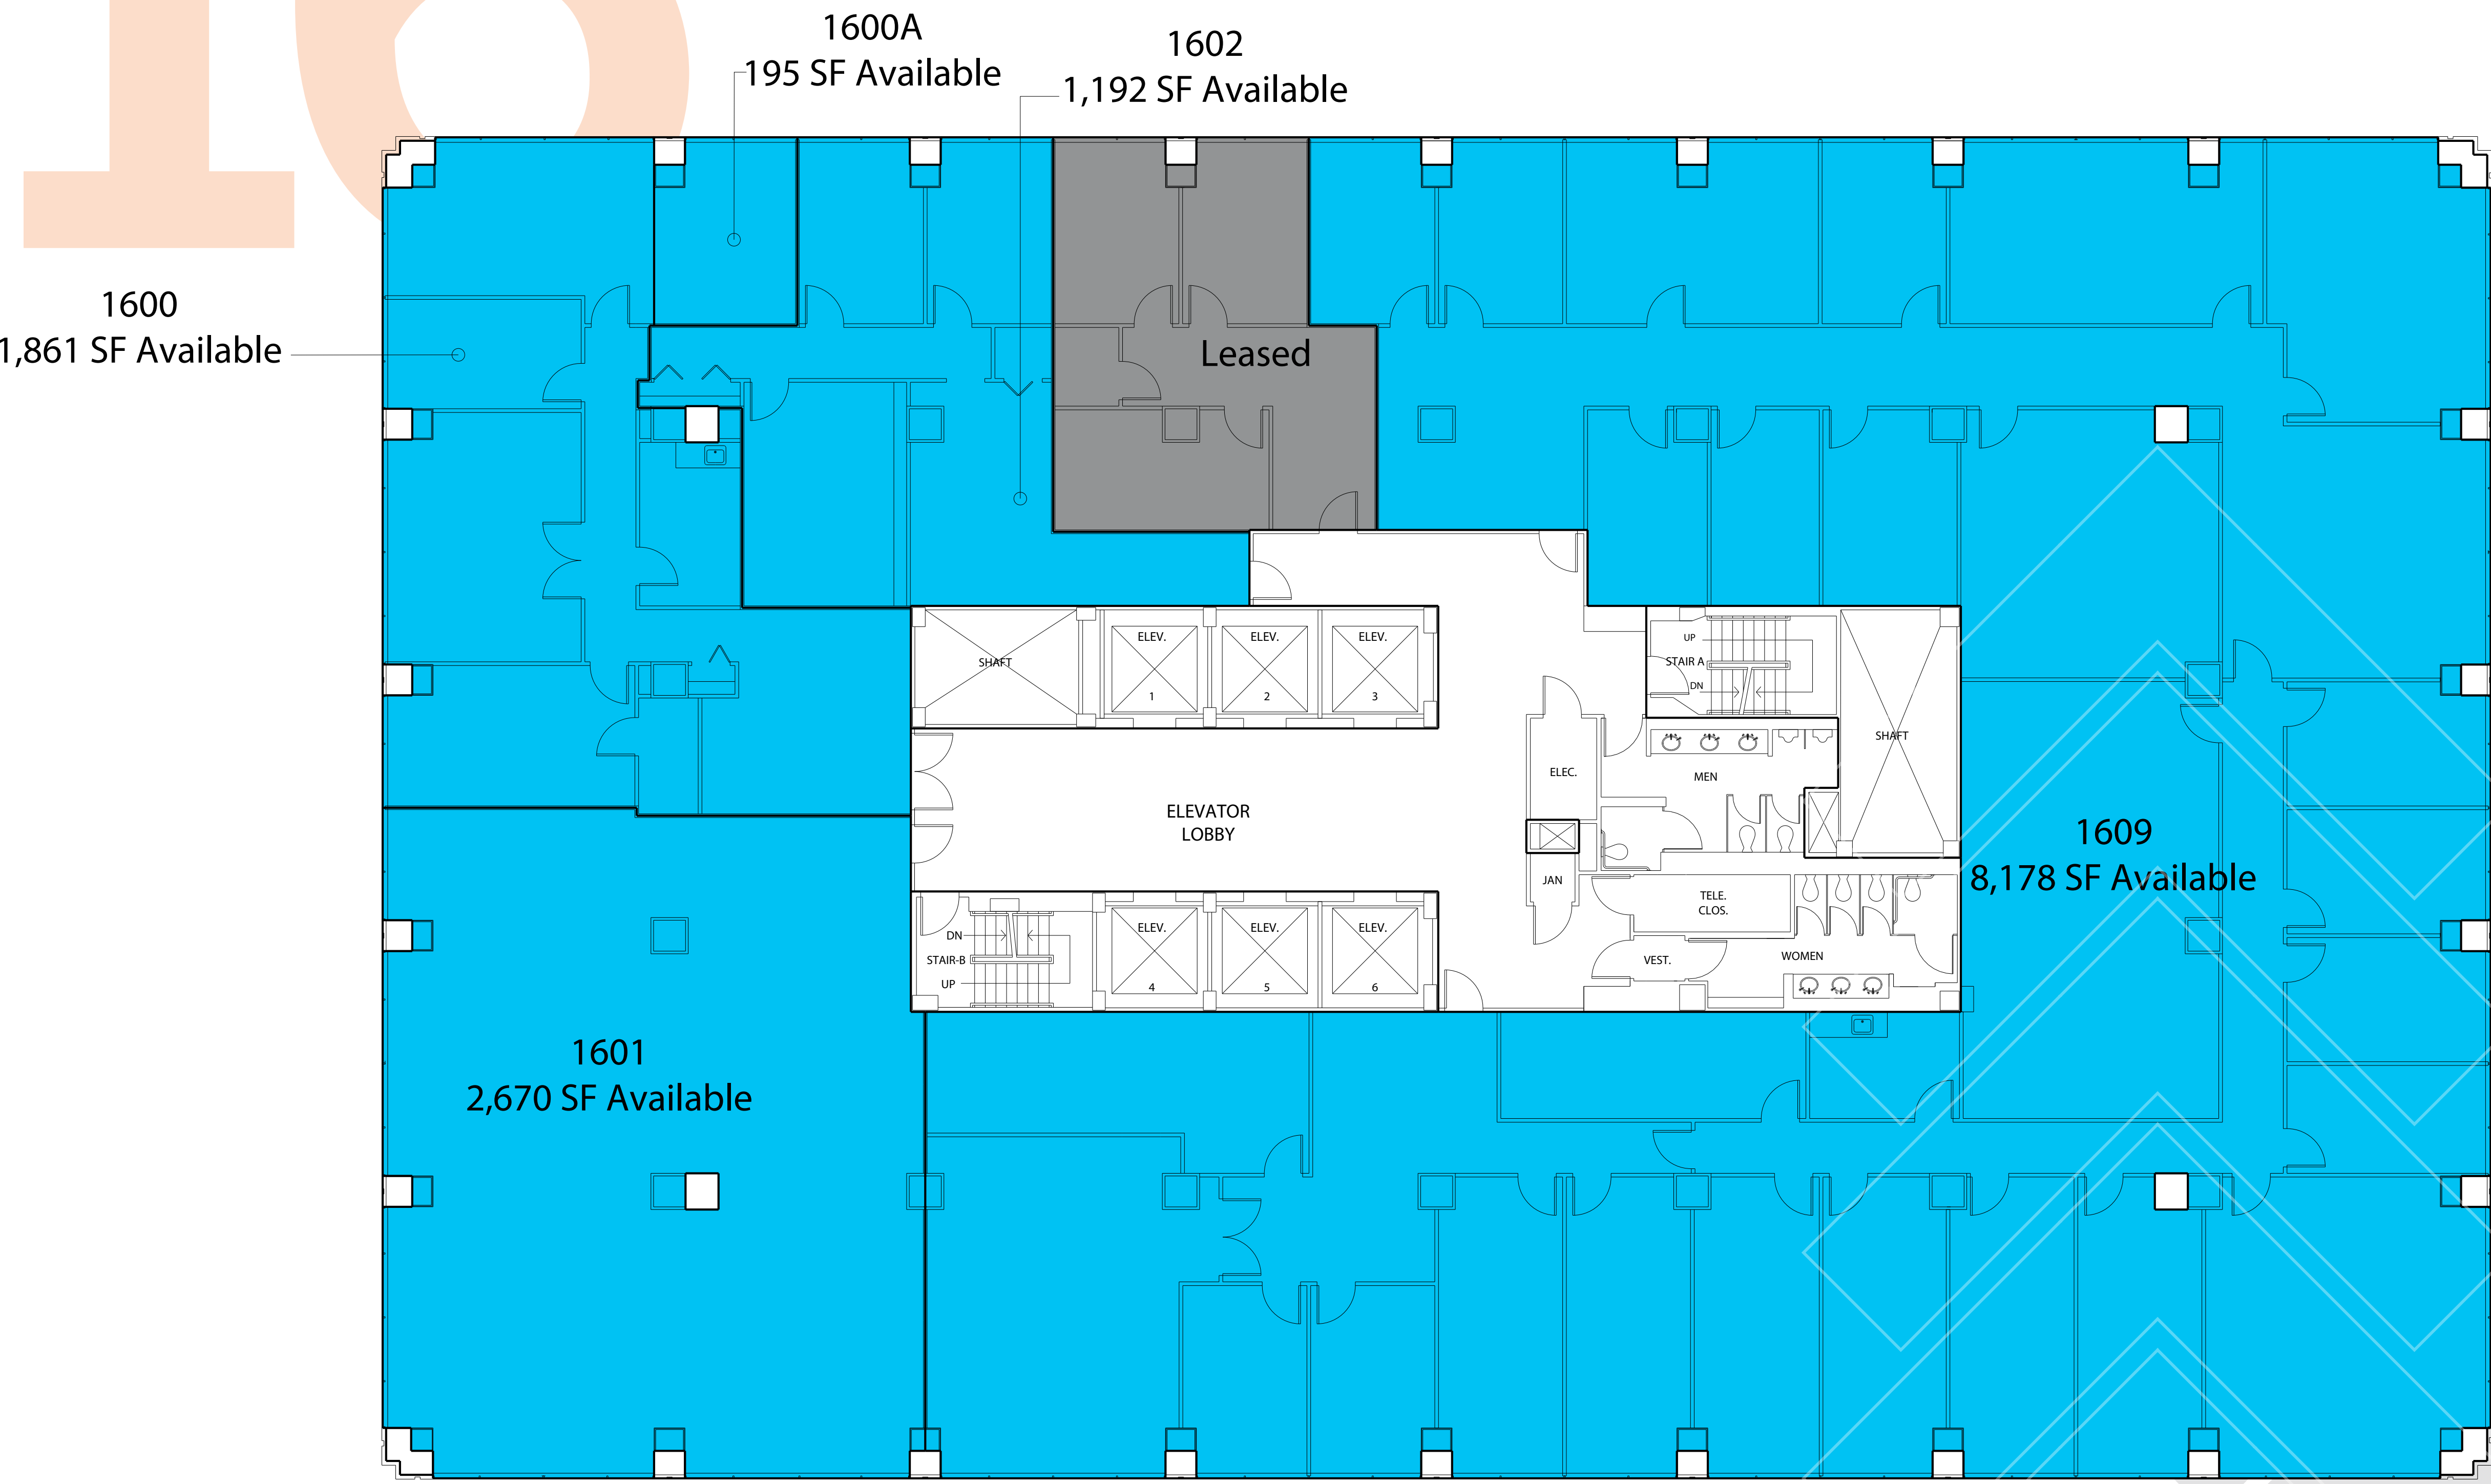 16
1600A
195 SF Available
1602
1,192 SF Available
1600
1,861 SF Available
Leased
ELEV.
1
ELEV.
2
ELEV.
3
SHAFT
UP
STAIR A
DN
SHAFT
ELEC.
MEN
ELEVATOR
LOBBY
1609
8,178 SF Available
JAN
TELE.
CLOS.
VEST.
WOMEN
DN
STAIR-B
UP
ELEV.
4
ELEV.
5
ELEV.
6
1601
2,670 SF Available